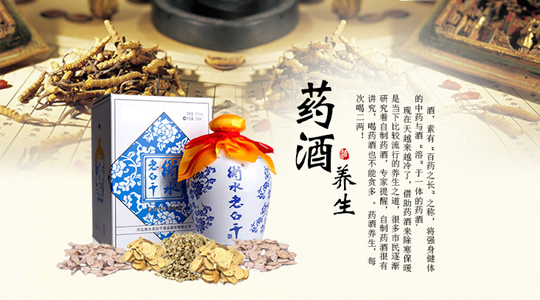 药酒
养生
酒，素有“百药之长”之称，将强身健体
的中药与酒“溶”于一体的药酒，
现在天越来越冷了，借助药酒来除寒保暖
是当下比较流行的养生之道，很多市民逐渐
研究着自制药酒，专家提醒，自制药酒很有
讲究，喝药酒也不能贪多。药酒养生，每
次喝二两！
衡水
老白干
衡水
老白干